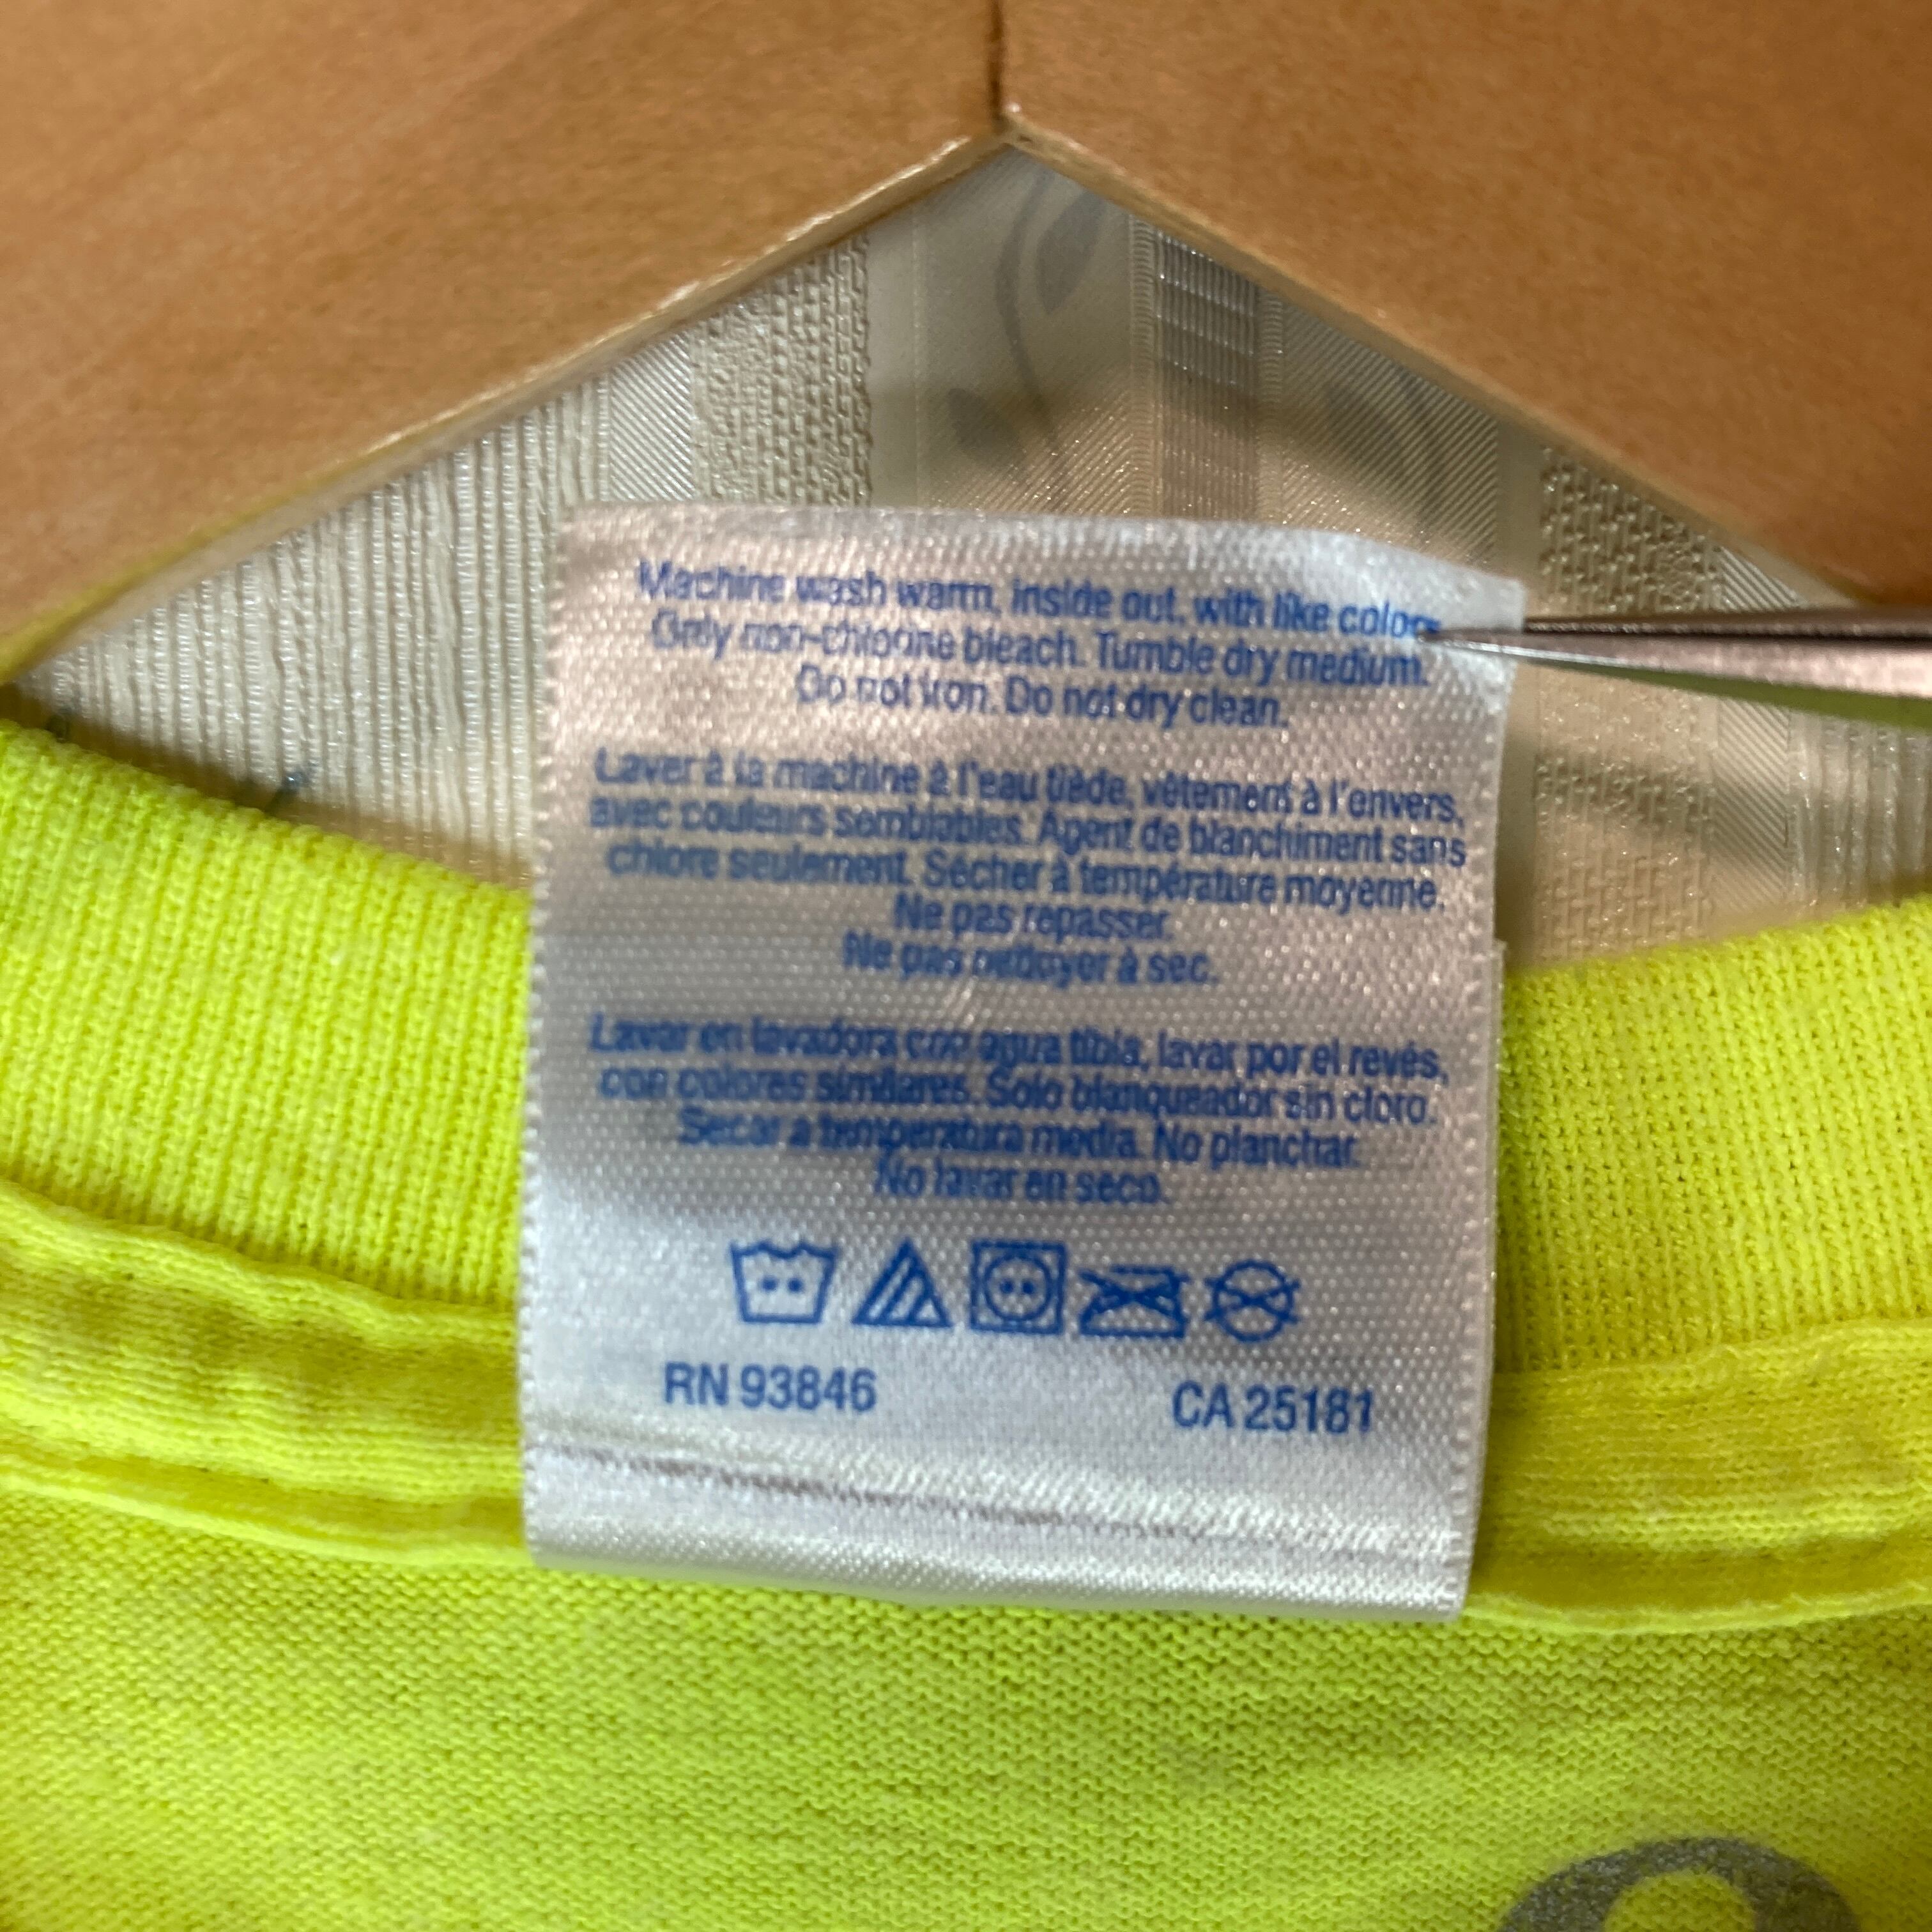 Machine wash warm, inside out, with like colors.
Only non-chlorine bleach. Tumble dry medium.
Do not iron. Do not dry clean.
Laver à la machine à l'eau tiède, vêtement à l'envers,
avec couleurs semblables. Agent de blanchiment sans
chlore seulement. Sécher à température moyenne.
Ne pas repasser.
Ne pas nettoyer à sec.
Lavar en lavadora con agua tibia, lavar por el revés,
con colores similares. Solo blanqueador sin cloro.
Secar a temperatura media. No planchar.
No lavar en seco.
RN 93846 CA 25181